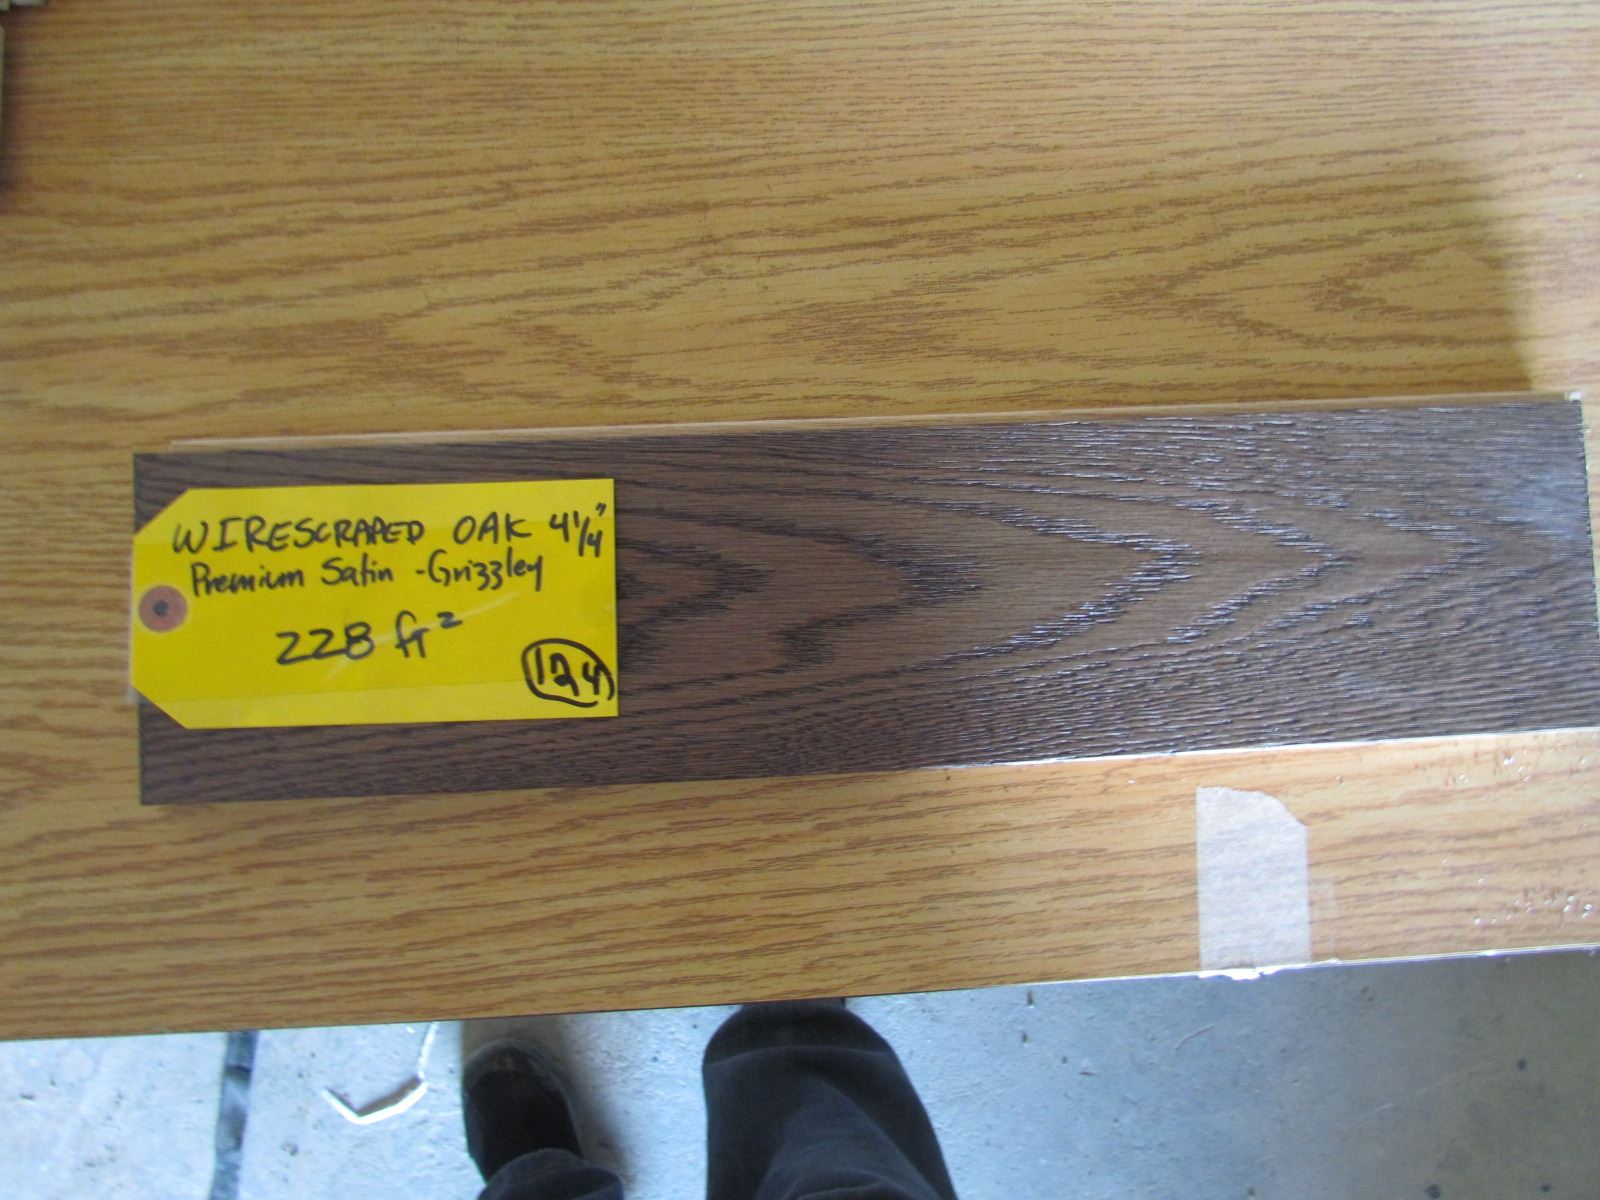 WIRESCRAPED OAK 4 1/4"
Premium Satin - Grizzley
228 ft²
124